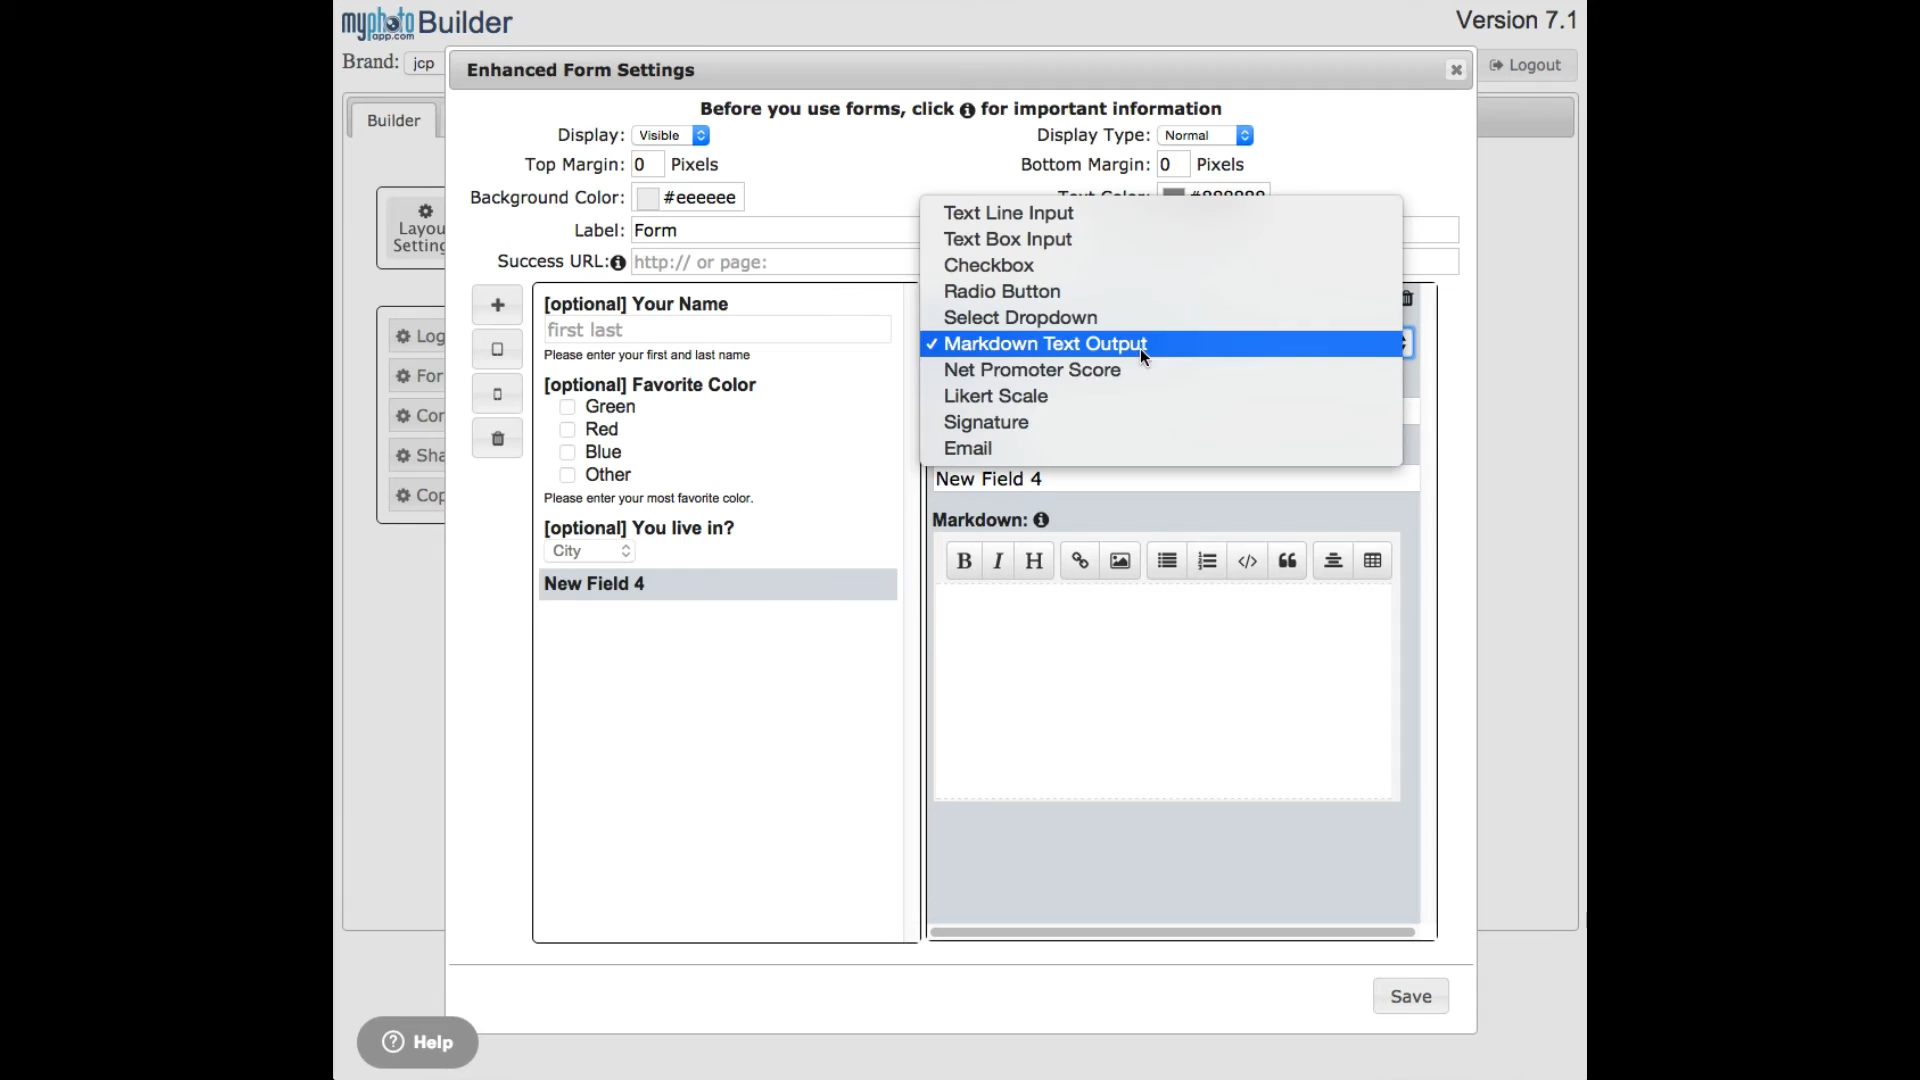 myphoto app.com Builder
Version 7.1
Brand: jcp
Logout
Enhanced Form Settings
Builder
Before you use forms, click for important information
Display: Visible
Display Type: Normal
Top Margin: 0 Pixels
Bottom Margin: 0 Pixels
Background Color: #eeeeee
Label: Form
Success URL: http:// or page:
Text Line Input
Text Box Input
Checkbox
Radio Button
Select Dropdown
✓ Markdown Text Output
Net Promoter Score
Likert Scale
Signature
Email
[optional] Your Name
first last
Please enter your first and last name
[optional] Favorite Color
Green
Red
Blue
Other
Please enter your most favorite color.
[optional] You live in?
City
New Field 4
New Field 4
Markdown:
B I H
Save
? Help